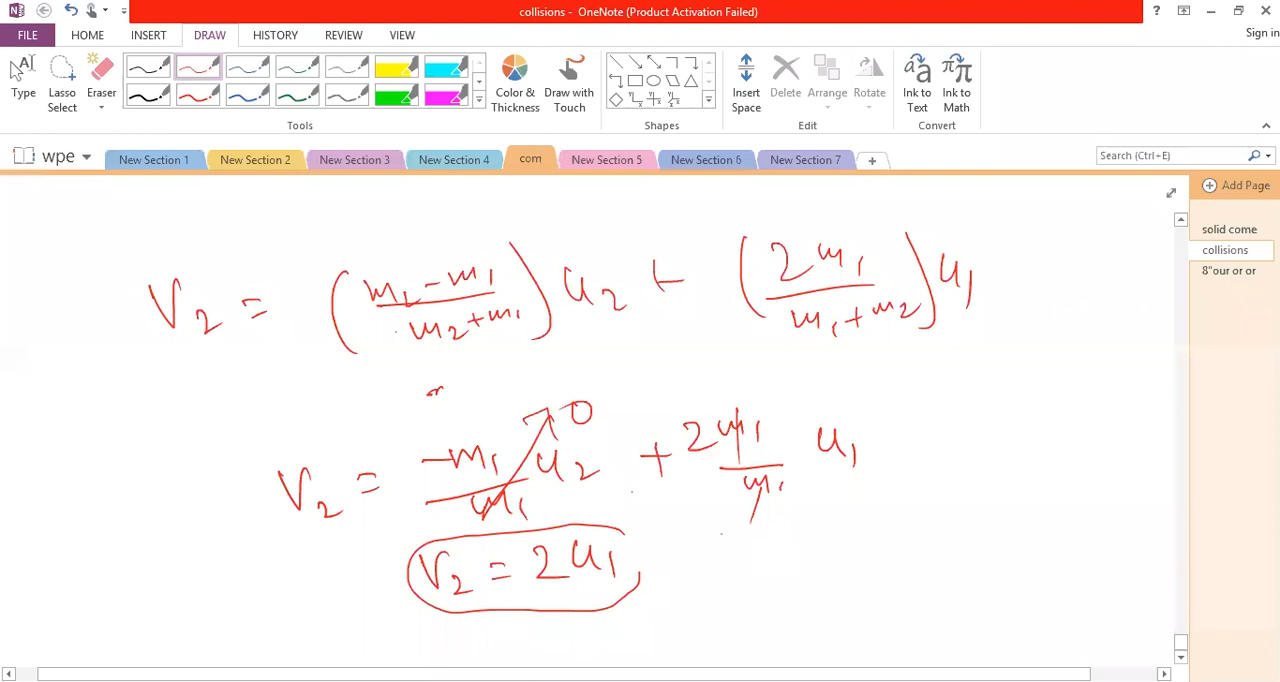 collisions - OneNote (Product Activation Failed)
FILE HOME INSERT DRAW HISTORY REVIEW VIEW
Sign in
Type Lasso Select Eraser Color & Thickness Draw with Touch Insert Space Delete Arrange Rotate Ink to Text Ink to Math
Tools Shapes Edit Convert
wpe New Section 1 New Section 2 New Section 3 New Section 4 com New Section 5 New Section 6 New Section 7
Search (Ctrl+E)
Add Page
solid come
collisions
8"our or or
V2 = (m2 - m1 / m2 + m1) u2 + (2m1 / m1 + m2) u1
V2 = -m1 / m1 u2 → 0 + 2m1 / m1 u1
V2 = 2u1